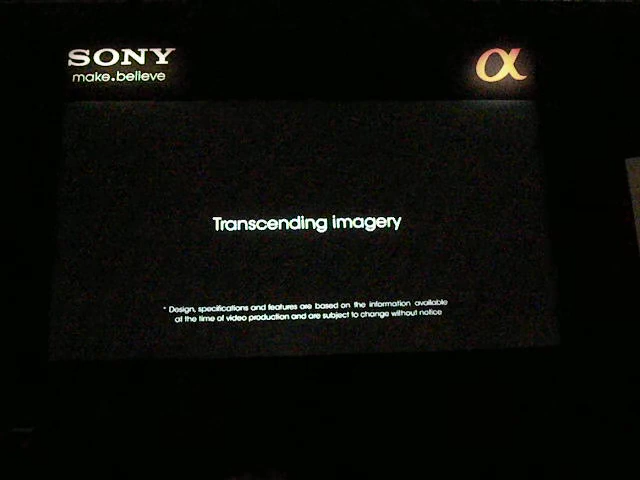 SONY
make.believe
α
Transcending imagery
* Design, specifications and features are based on the information available
at the time of video production and are subject to change without notice